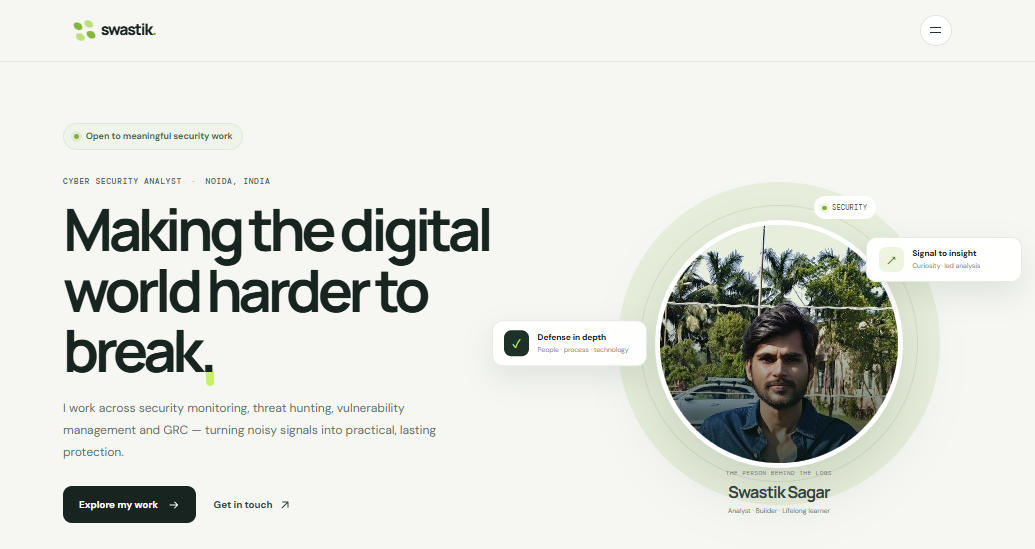 swastik.
Open to meaningful security work
CYBER SECURITY ANALYST · NOIDA, INDIA
Making the digital
world harder to
break.
I work across security monitoring, threat hunting, vulnerability
management and GRC — turning noisy signals into practical, lasting
protection.
Explore my work →
Get in touch ↗
SECURITY
Signal to insight
Curiosity-led analysis
Defense in depth
People · process · technology
THE PERSON BEHIND THE LOGS
Swastik Sagar
Analyst · Builder · Lifelong learner